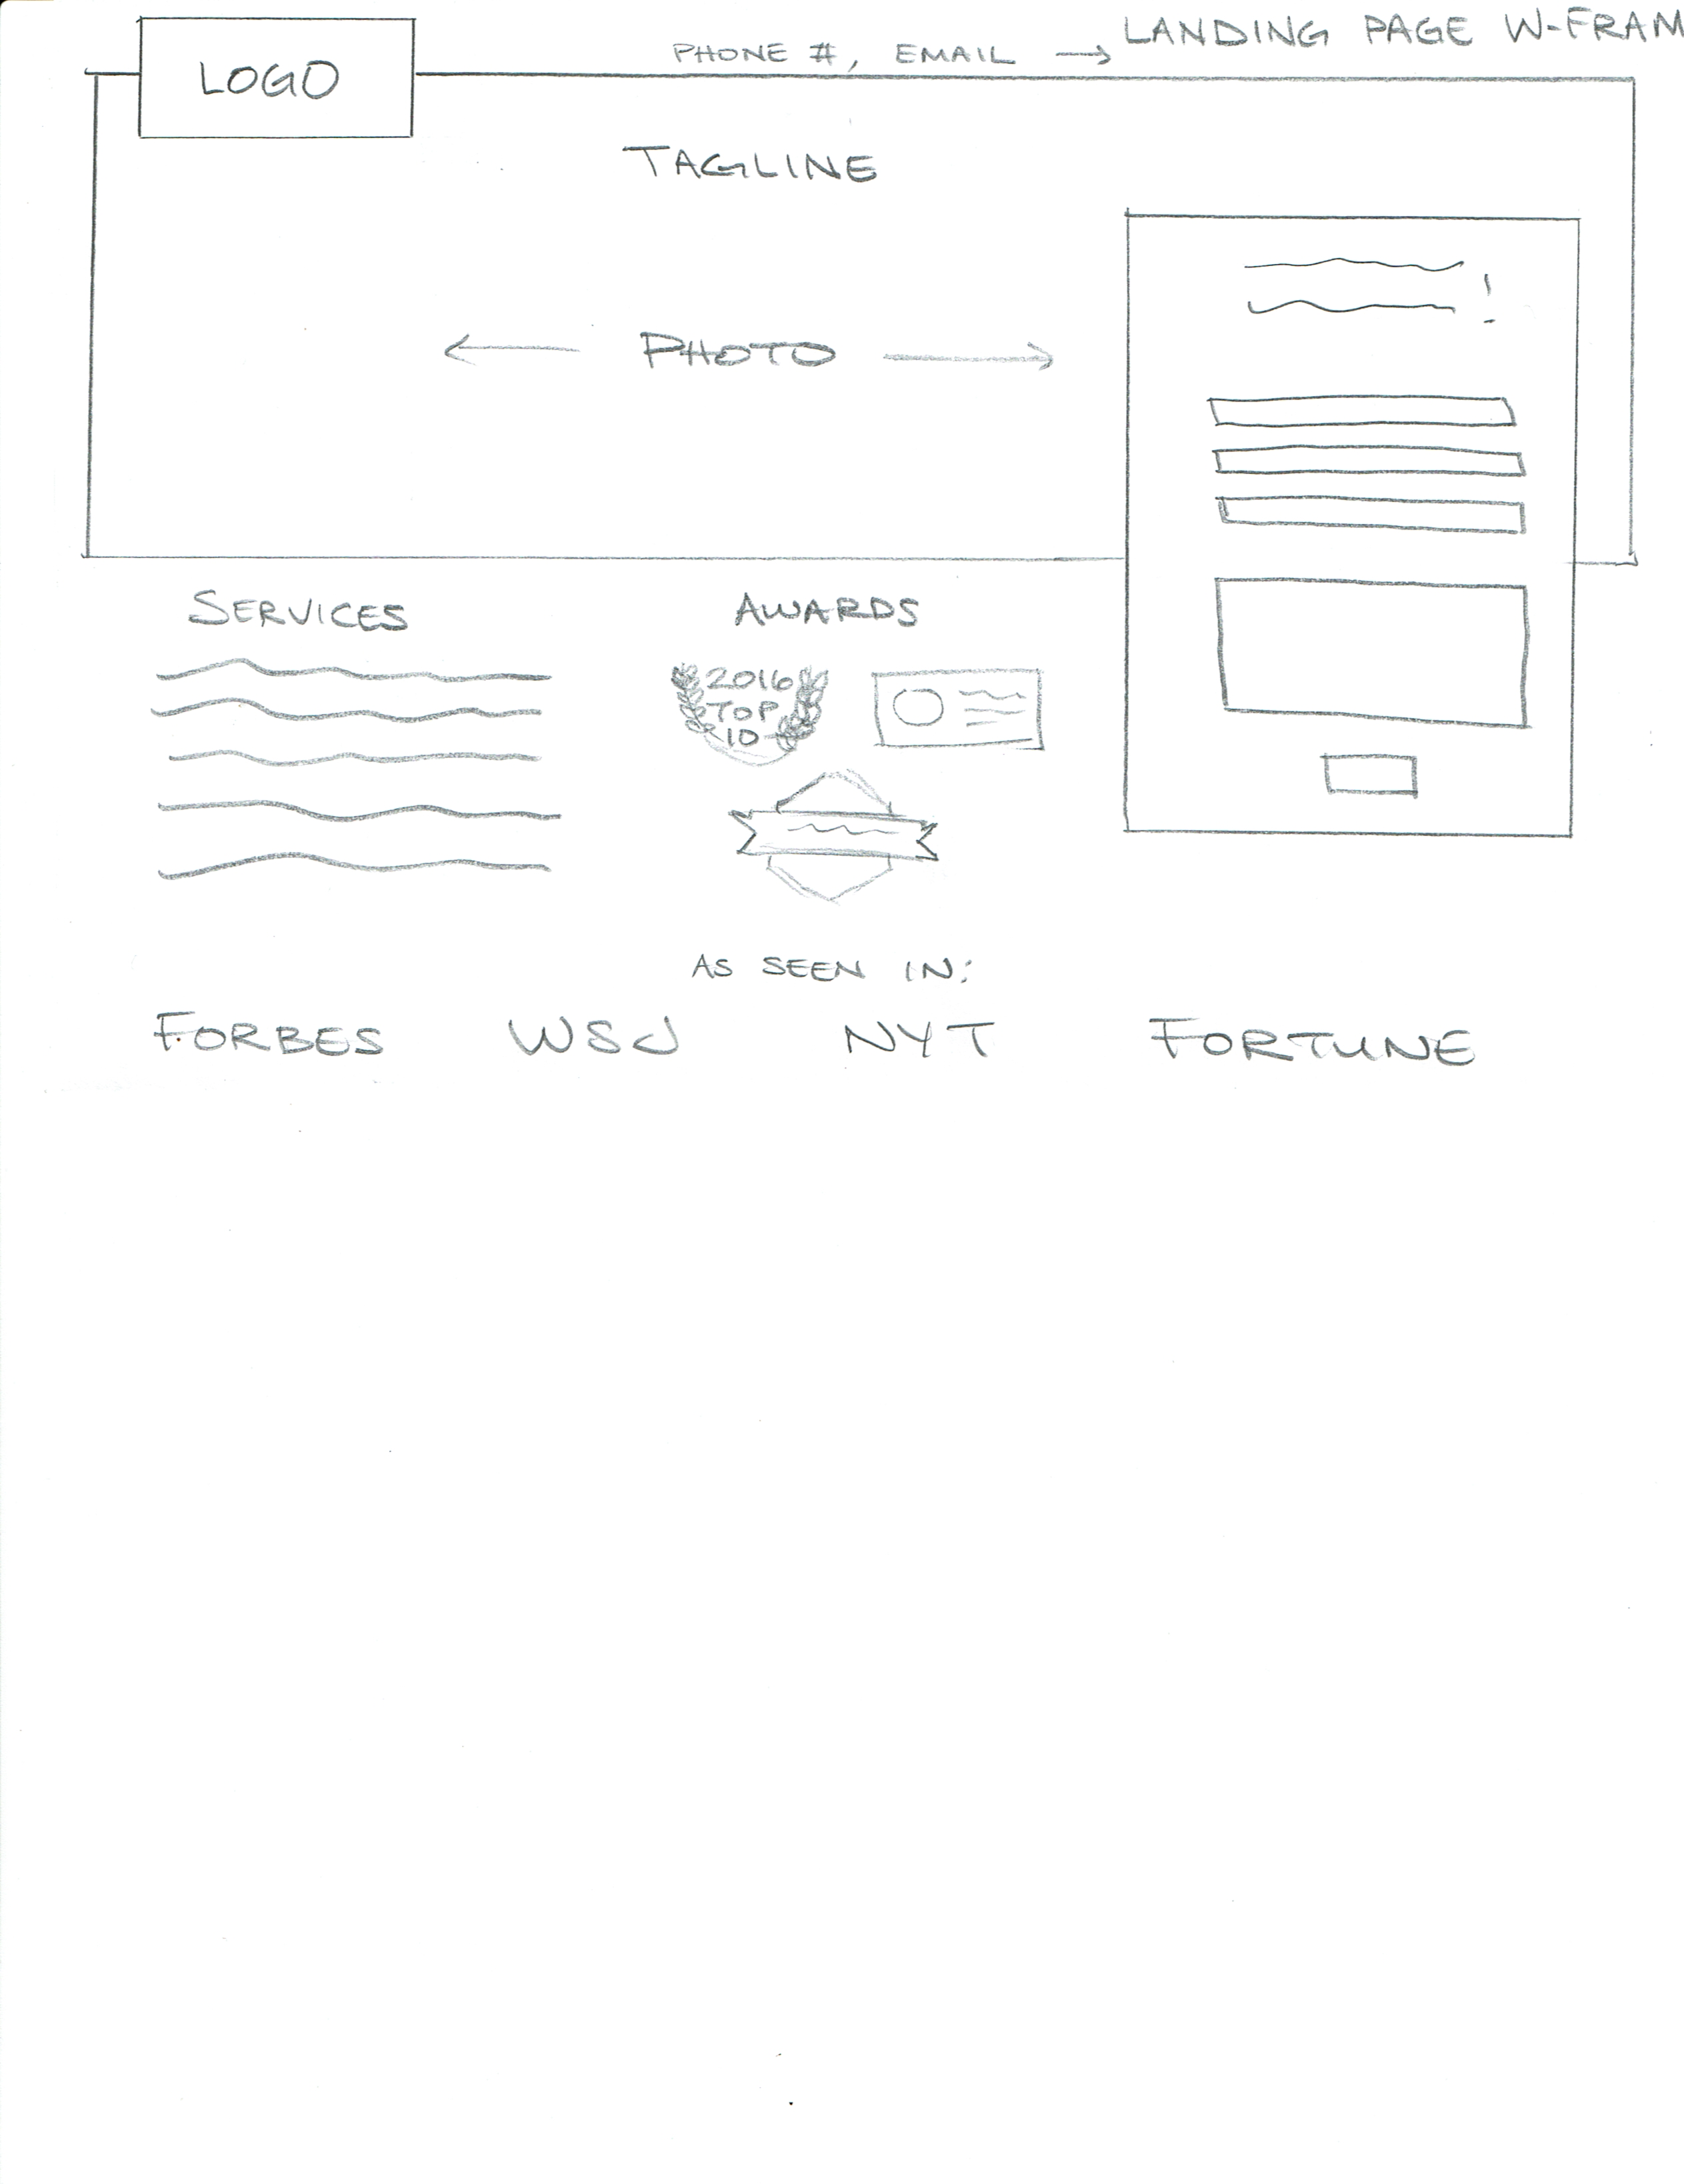 LANDING PAGE W-FRAM
PHONE #, EMAIL →
LOGO
TAGLINE
← PHOTO →
SERVICES
AWARDS
2016
TOP
10
AS SEEN IN:
FORBES WSJ NYT FORTUNE